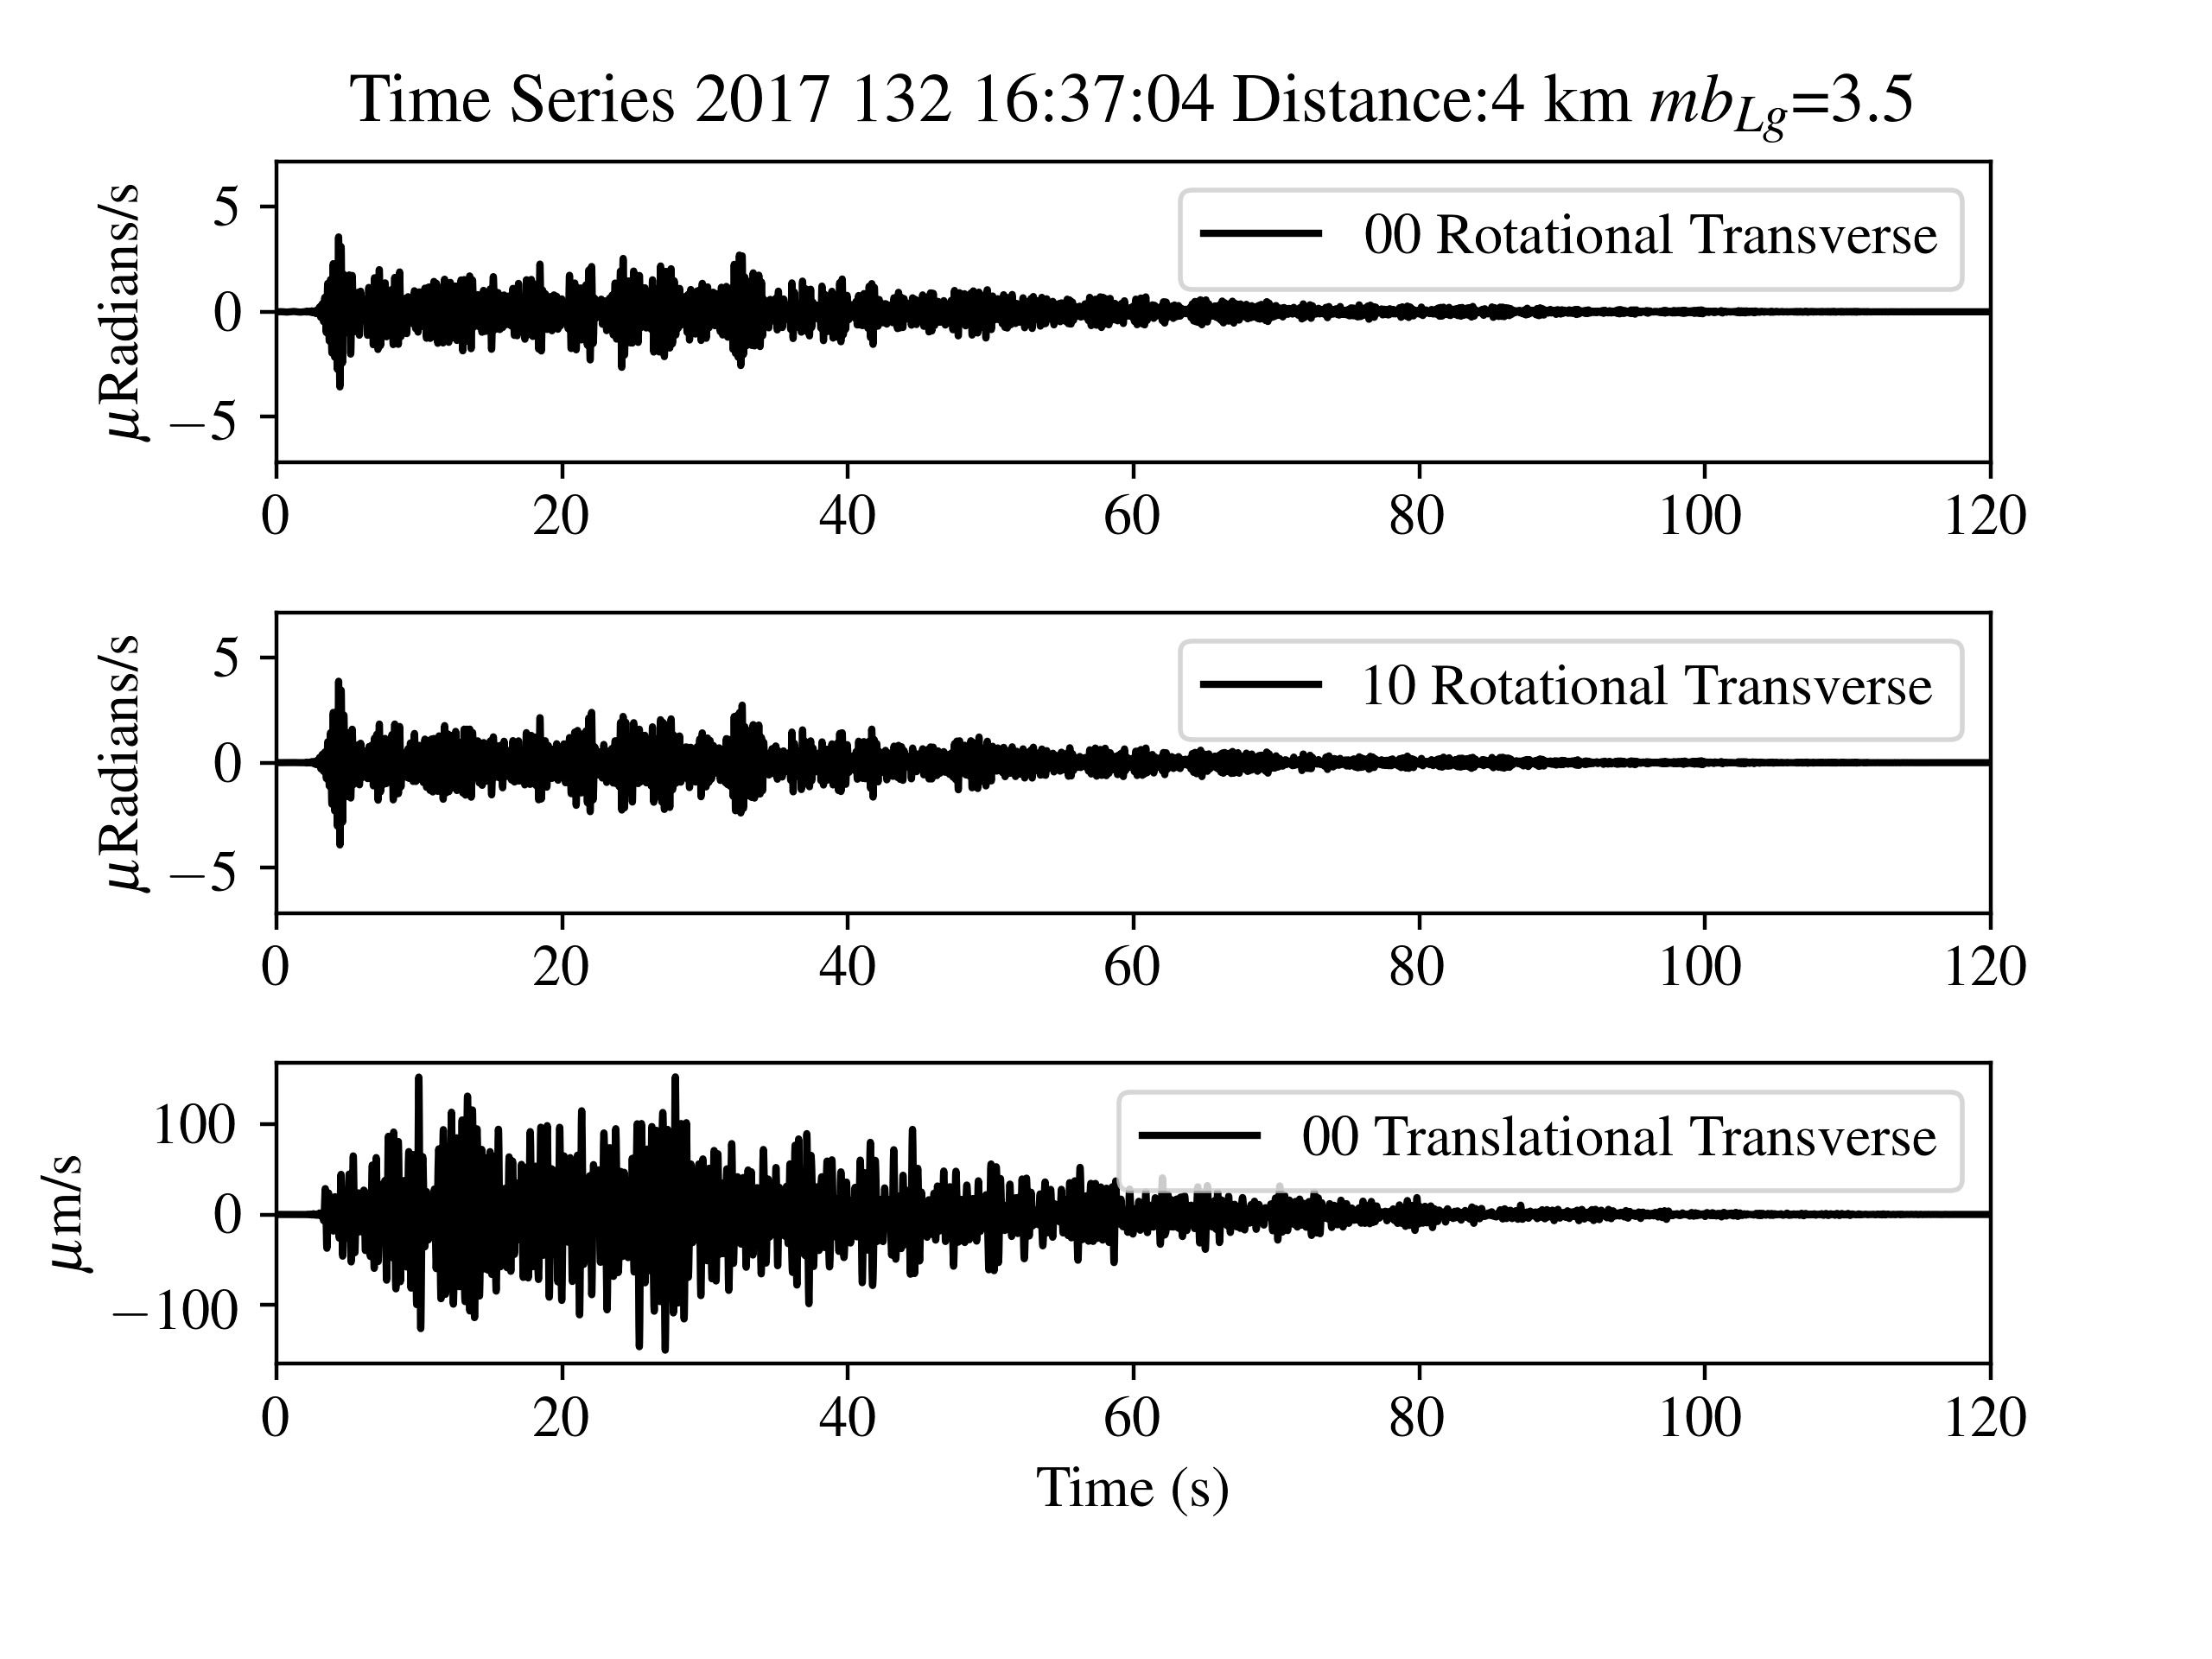 Time Series 2017 132 16:37:04 Distance:4 km mb_Lg=3.5
μRadians/s
5
0
−5
00 Rotational Transverse
0 20 40 60 80 100 120
μRadians/s
5
0
−5
10 Rotational Transverse
0 20 40 60 80 100 120
μm/s
100
0
−100
00 Translational Transverse
0 20 40 60 80 100 120
Time (s)